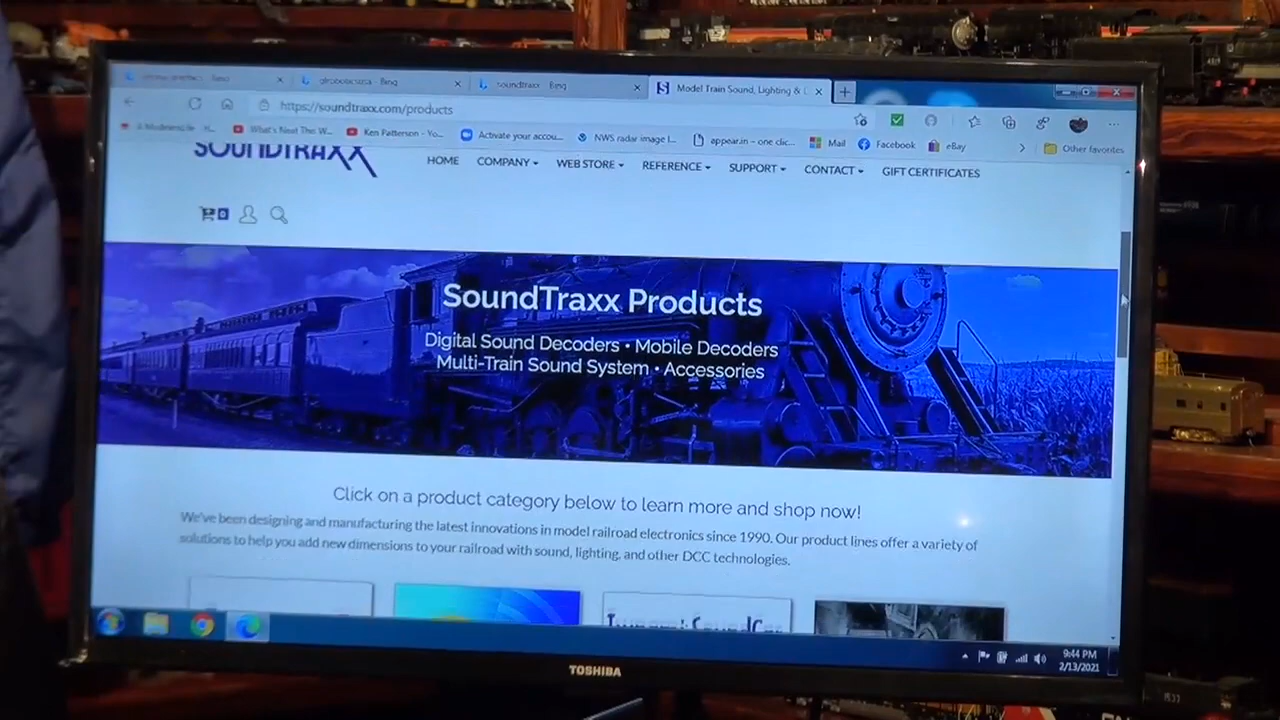 Bing
Bing
soundtraxx - Bing
Model Train Sound, Lighting &
https://soundtraxx.com/products
What's Next This W...
Ken Patterson - Yo...
Activate your accou...
NWS radar image l...
appear.in – one clic...
Mail
Facebook
eBay
Other favorites
SOUNDTRAXX
HOME
COMPANY
WEB STORE
REFERENCE
SUPPORT
CONTACT
GIFT CERTIFICATES
0
SoundTraxx Products
Digital Sound Decoders • Mobile Decoders
Multi-Train Sound System • Accessories
Click on a product category below to learn more and shop now!
We've been designing and manufacturing the latest innovations in model railroad electronics since 1990. Our product lines offer a variety of
solutions to help you add new dimensions to your railroad with sound, lighting, and other DCC technologies.
9:44 PM
2/13/2021
TOSHIBA